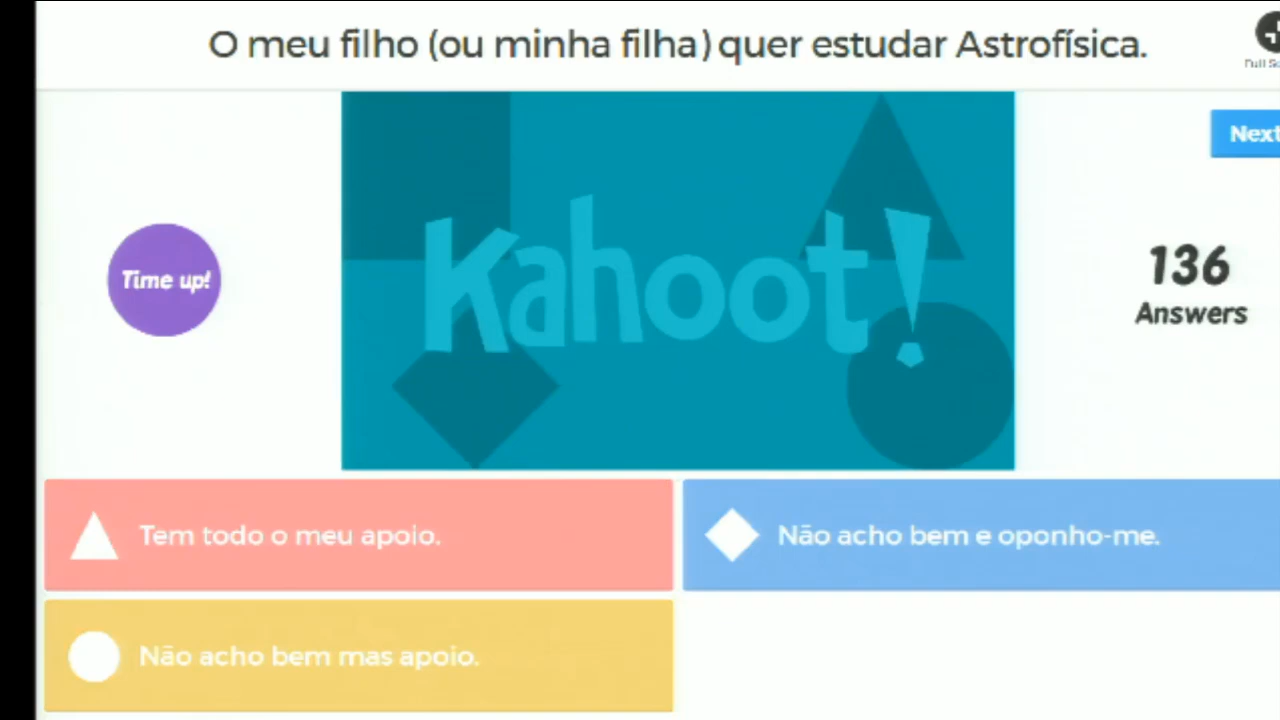 O meu filho (ou minha filha) quer estudar Astrofísica.
Full
Next
Time up!
Kahoot!
136
Answers
Tem todo o meu apoio.
Não acho bem e oponho-me.
Não acho bem mas apoio.